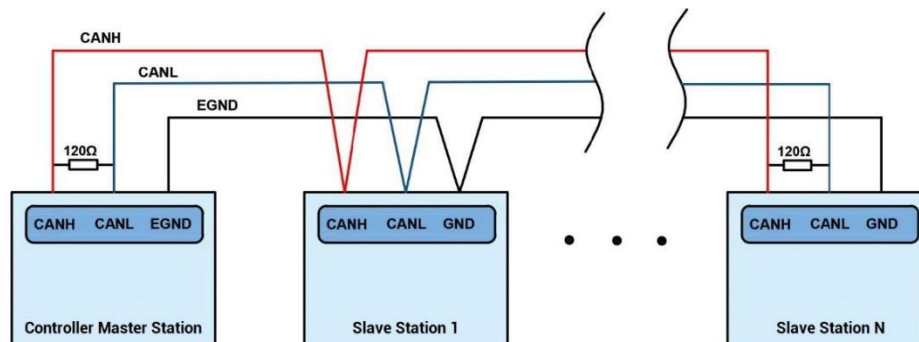 CANH
CANL
EGND
120Ω
120Ω
CANH CANL EGND
CANH CANL GND
CANH CANL GND
Controller Master Station
Slave Station 1
Slave Station N